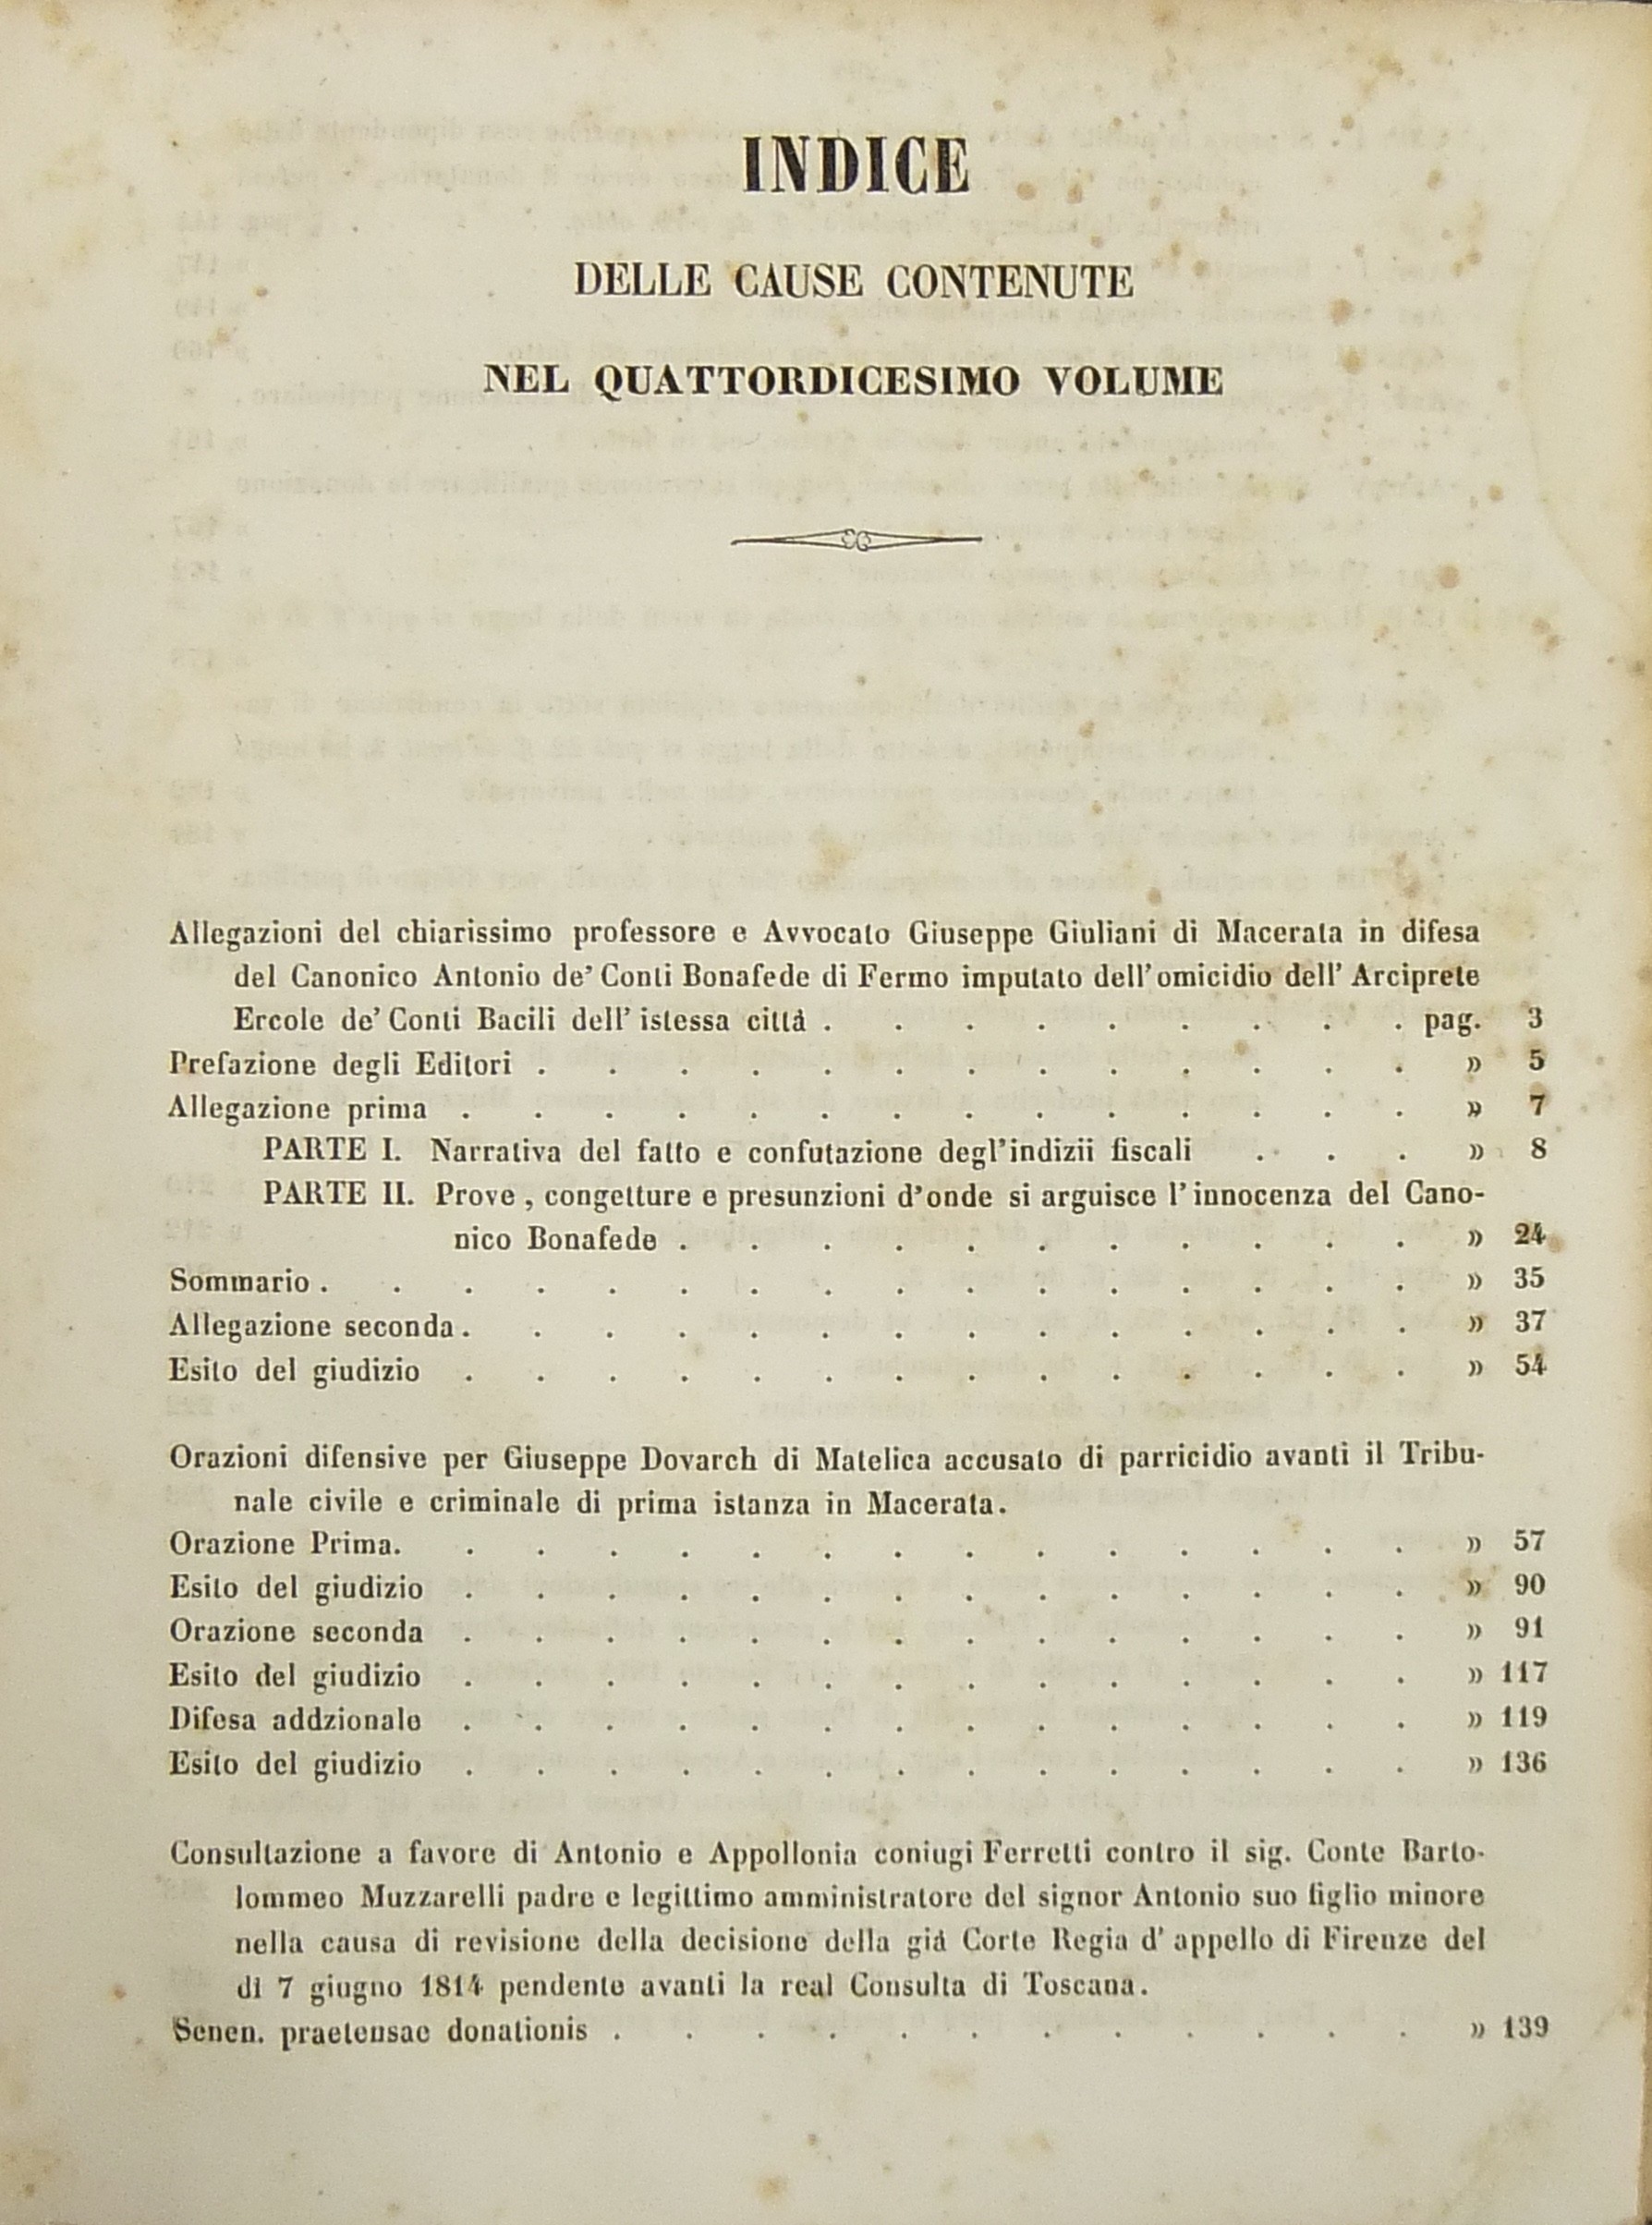 INDICE
DELLE CAUSE CONTENUTE
NEL QUATTORDICESIMO VOLUME
Allegazioni del chiarissimo professore e Avvocato Giuseppe Giuliani di Macerata in difesa
del Canonico Antonio de' Conti Bonafede di Fermo imputato dell' omicidio dell' Arciprete
Ercole de' Conti Bacili dell' istessa città . . . . . . . . . pag. 3
Prefazione degli Editori . . . . . . . . . . . . . » 5
Allegazione prima . . . . . . . . . . . . . . » 7
PARTE I. Narrativa del fatto e confutazione degl'indizii fiscali . . . » 8
PARTE II. Prove, congetture e presunzioni d'onde si arguisce l' innocenza del Cano-
nico Bonafede . . . . . . . . . . . » 24
Sommario . . . . . . . . . . . . . . . . » 35
Allegazione seconda . . . . . . . . . . . . . . » 37
Esito del giudizio . . . . . . . . . . . . . . » 54
Orazioni difensive per Giuseppe Dovarch di Matelica accusato di parricidio avanti il Tribu-
nale civile e criminale di prima istanza in Macerata.
Orazione Prima. . . . . . . . . . . . . . . » 57
Esito del giudizio . . . . . . . . . . . . . . » 90
Orazione seconda . . . . . . . . . . . . . . » 91
Esito del giudizio . . . . . . . . . . . . . . » 117
Difesa addzionale . . . . . . . . . . . . . . » 119
Esito del giudizio . . . . . . . . . . . . . . » 136
Consultazione a favore di Antonio e Appollonia coniugi Ferretti contro il sig. Conte Barto-
lommeo Muzzarelli padre e legittimo amministratore del signor Antonio suo figlio minore
nella causa di revisione della decisione della già Corte Regia d' appello di Firenze del
dì 7 giugno 1814 pendente avanti la real Consulta di Toscana.
Senen. praetensae donationis . . . . . . . . . . . . » 139